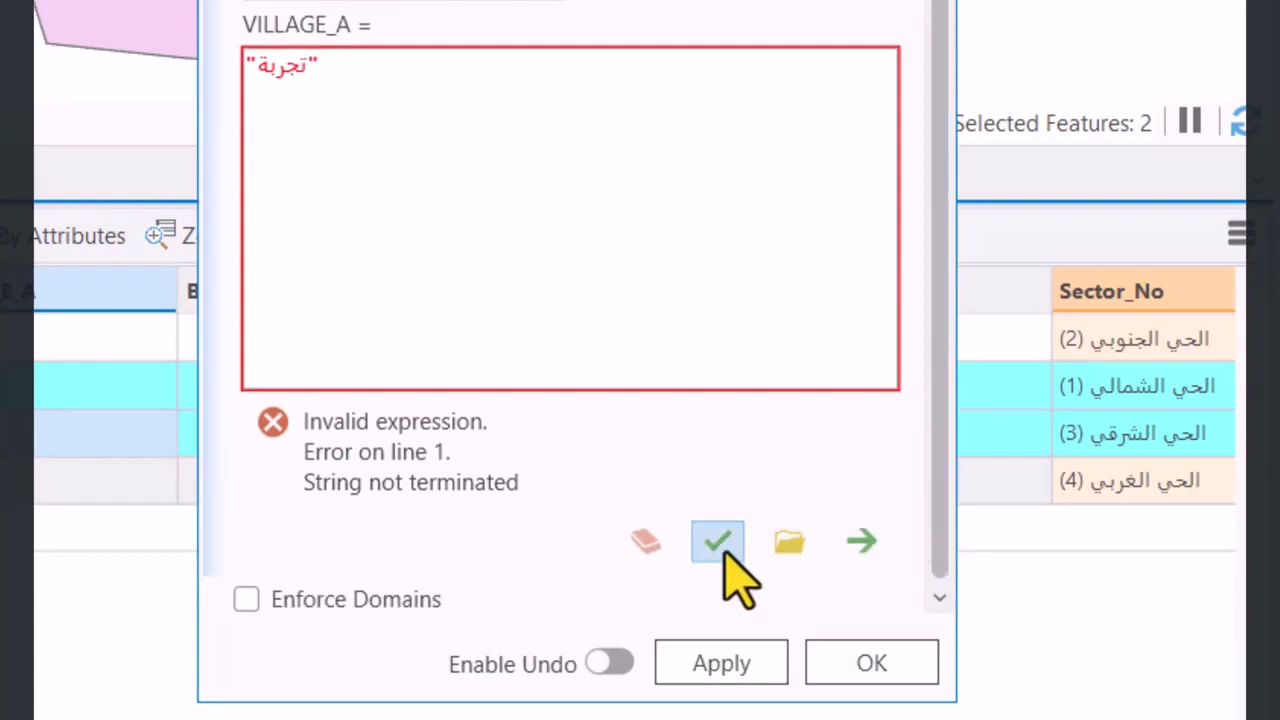 VILLAGE_A =
"تجربة"
Selected Features: 2
By Attributes
E_A
Sector_No
الحي الجنوبي (2)
الحي الشمالي (1)
الحي الشرقي (3)
الحي الغربي (4)
Invalid expression.
Error on line 1.
String not terminated
Enforce Domains
Enable Undo
Apply
OK